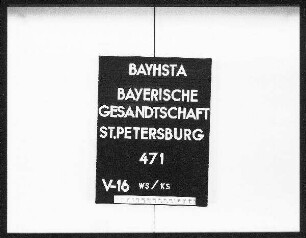 BAYHSTA
BAYERISCHE
GESANDTSCHAFT
ST.PETERSBURG
471
V-16 WS/KS